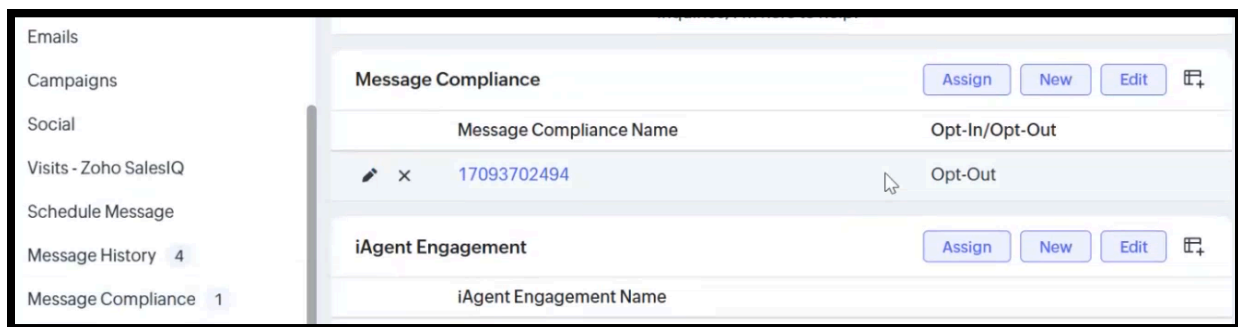 Emails
Campaigns
Social
Visits - Zoho SalesIQ
Schedule Message
Message History 4
Message Compliance 1
Message Compliance Assign New Edit
Message Compliance Name Opt-In/Opt-Out
17093702494 Opt-Out
iAgent Engagement Assign New Edit
iAgent Engagement Name